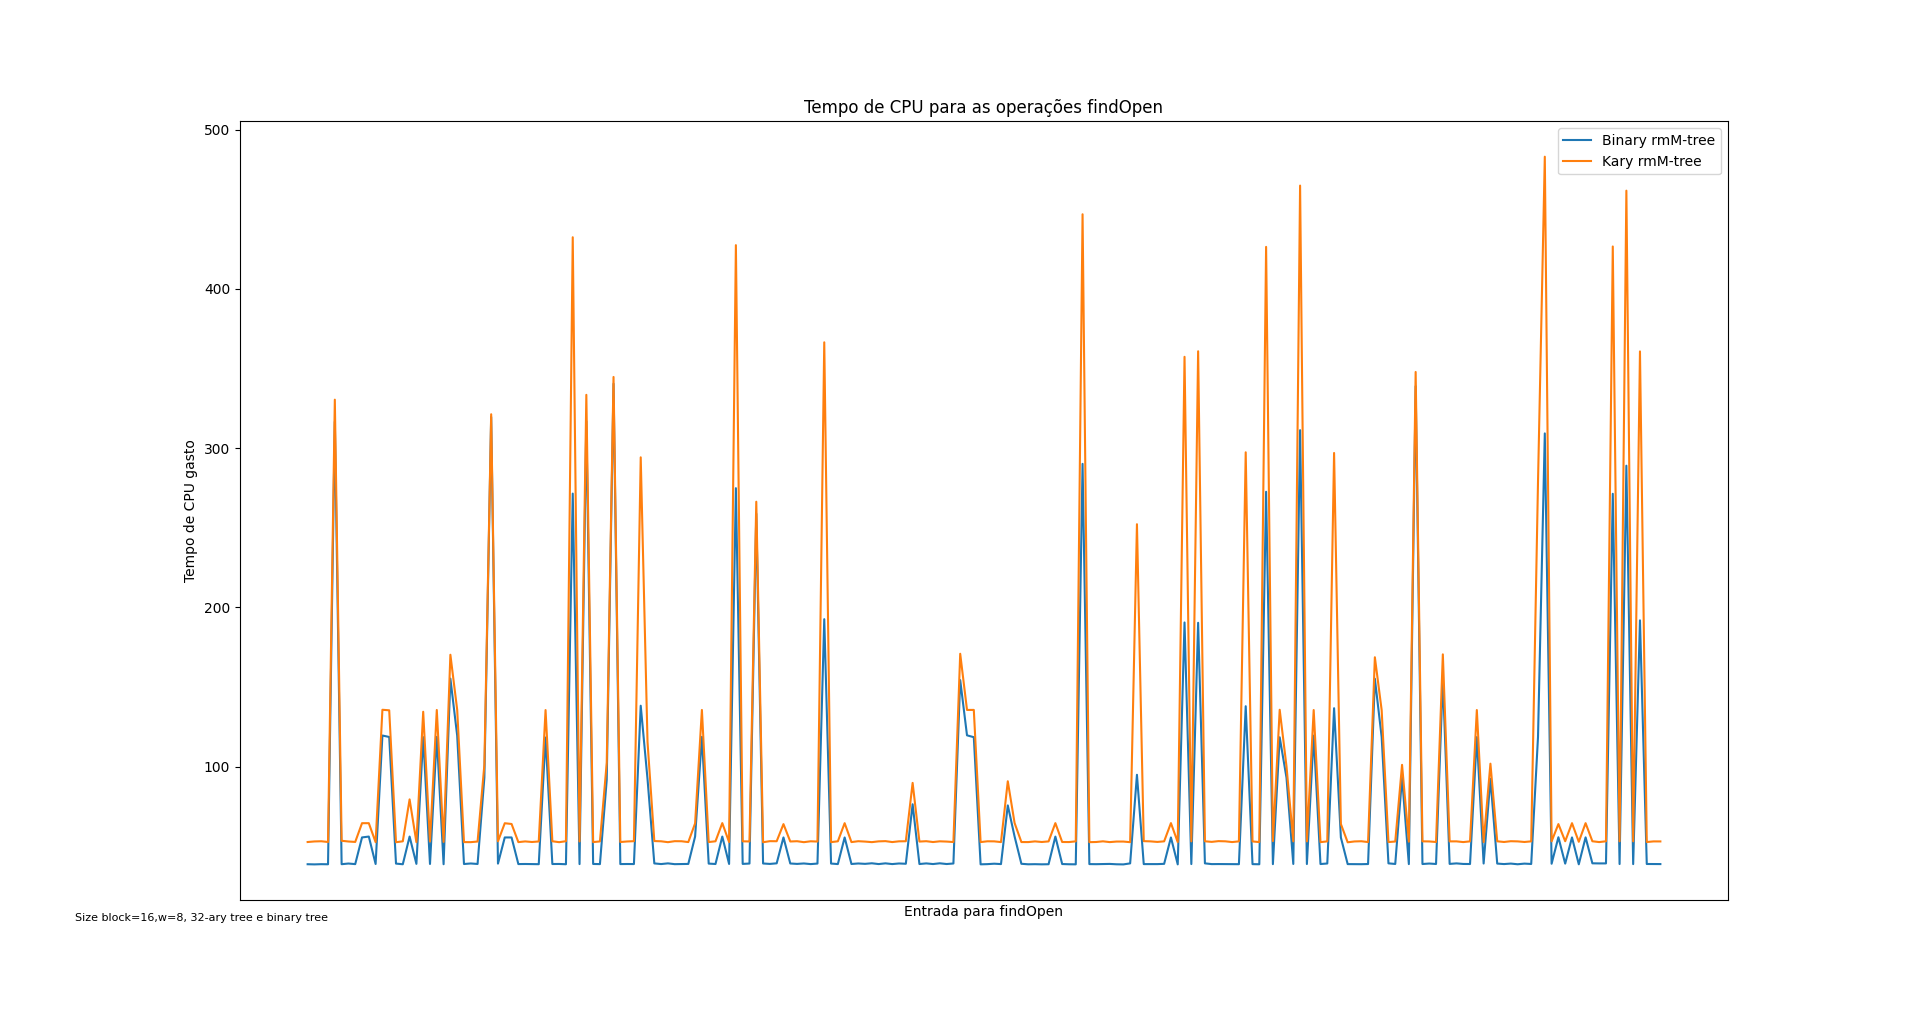 Tempo de CPU para as operações findOpen
Binary rmM-tree
Kary rmM-tree
500
400
300
200
100
Tempo de CPU gasto
Entrada para findOpen
Size block=16,w=8, 32-ary tree e binary tree